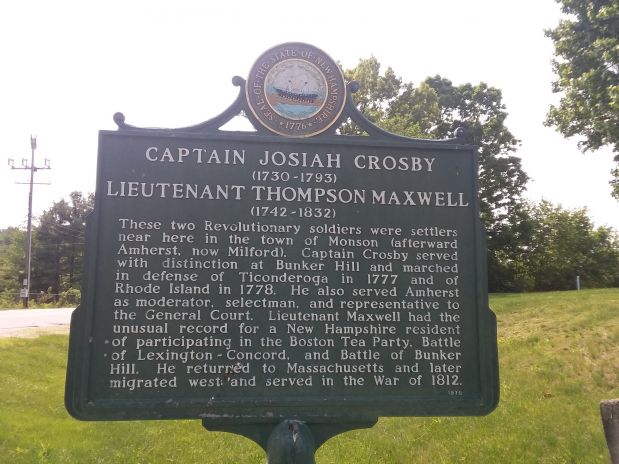 SEAL OF THE STATE OF NEW HAMPSHIRE
1776
CAPTAIN JOSIAH CROSBY
(1730-1793)
LIEUTENANT THOMPSON MAXWELL
(1742-1832)
These two Revolutionary soldiers were settlers
near here in the town of Monson (afterward
Amherst, now Milford). Captain Crosby served
with distinction at Bunker Hill and marched
in defense of Ticonderoga in 1777 and of
Rhode Island in 1778. He also served Amherst
as moderator, selectman, and representative to
the General Court. Lieutenant Maxwell had the
unusual record for a New Hampshire resident
of participating in the Boston Tea Party, Battle
of Lexington-Concord, and Battle of Bunker
Hill. He returned to Massachusetts and later
migrated west and served in the War of 1812.